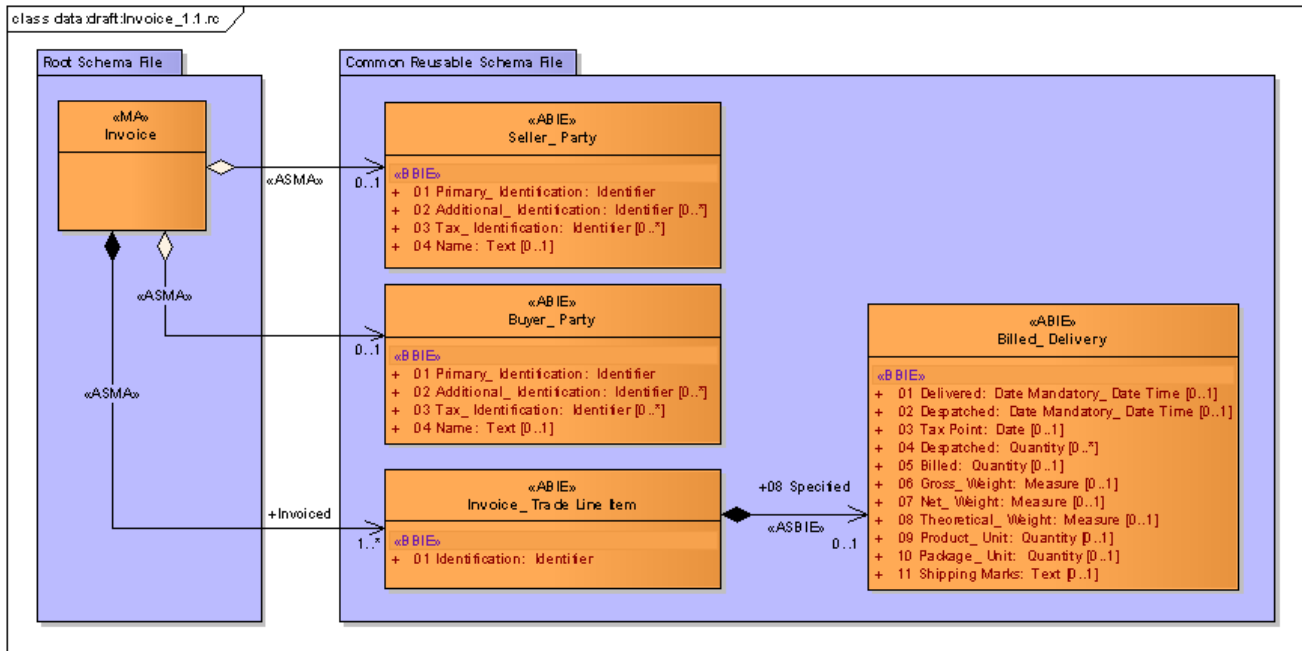 class data:draft:Invoice_1.1.rc
Root Schema File
«MA»
Invoice
«ASMA»
«ASMA»
«ASMA»
Common Reusable Schema File
0..1
«ABIE»
Seller_ Party
«BBIE»
+ 01 Primary_ Identification: Identifier
+ 02 Additional_ Identification: Identifier [0..*]
+ 03 Tax_ Identification: Identifier [0..*]
+ 04 Name: Text [0..1]
0..1
«ABIE»
Buyer_ Party
«BBIE»
+ 01 Primary_ Identification: Identifier
+ 02 Additional_ Identification: Identifier [0..*]
+ 03 Tax_ Identification: Identifier [0..*]
+ 04 Name: Text [0..1]
+Invoiced
1..*
«ABIE»
Invoice_ Trade Line Item
«BBIE»
+ 01 Identification: Identifier
+08 Specified
«ASBIE»
0..1
«ABIE»
Billed_ Delivery
«BBIE»
+ 01 Delivered: Date Mandatory_ Date Time [0..1]
+ 02 Despatched: Date Mandatory_ Date Time [0..1]
+ 03 Tax Point: Date [0..1]
+ 04 Despatched: Quantity [0..*]
+ 05 Billed: Quantity [0..1]
+ 06 Gross_ Weight: Measure [0..1]
+ 07 Net_ Weight: Measure [0..1]
+ 08 Theoretical_ Weight: Measure [0..1]
+ 09 Product_ Unit: Quantity [0..1]
+ 10 Package_ Unit: Quantity [0..1]
+ 11 Shipping Marks: Text [0..1]